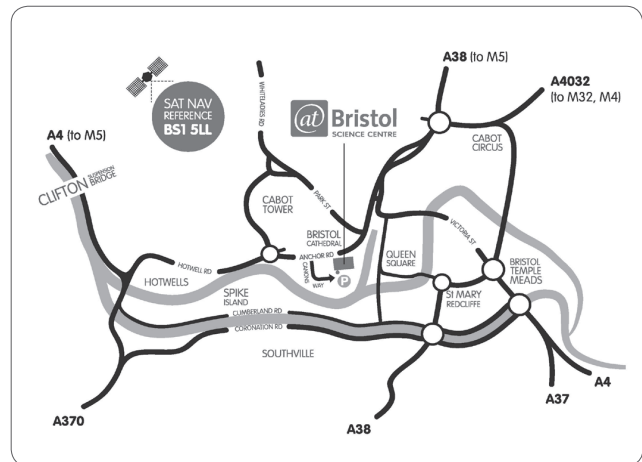 A38 (to M5)
A4032
(to M32, M4)
SAT NAV
REFERENCE
BS1 5LL
WHITELADIES RD
at Bristol
SCIENCE CENTRE
A4 (to M5)
CABOT
CIRCUS
CLIFTON SUSPENSION
BRIDGE
CABOT
TOWER
PARK ST
BRISTOL
CATHEDRAL
VICTORIA ST
ANCHOR RD
QUEEN
SQUARE
BRISTOL
TEMPLE
MEADS
HOTWELL RD
CANONS
WAY
P
HOTWELLS
SPIKE
ISLAND
ST MARY
REDCLIFFE
CUMBERLAND RD
CORONATION RD
SOUTHVILLE
A4
A37
A370
A38